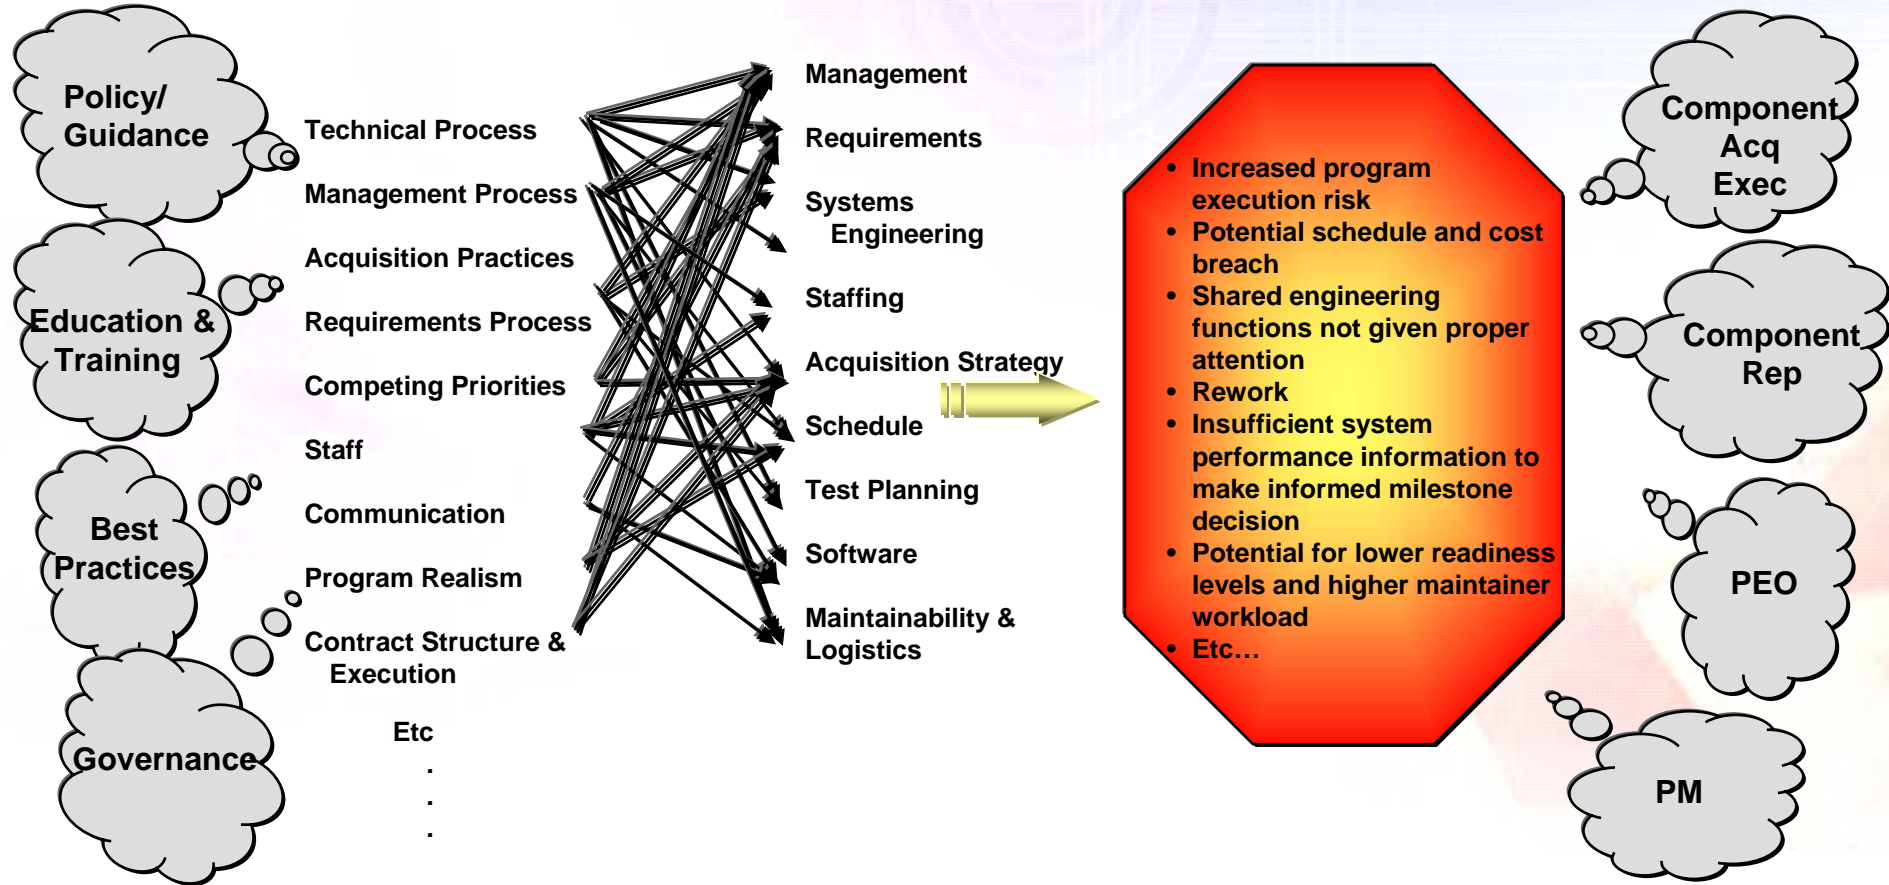 Policy/
Guidance
Education &
Training
Best
Practices
Governance
Technical Process
Management Process
Acquisition Practices
Requirements Process
Competing Priorities
Staff
Communication
Program Realism
Contract Structure &
Execution
Etc
.
.
.
Management
Requirements
Systems
Engineering
Staffing
Acquisition Strategy
Schedule
Test Planning
Software
Maintainability &
Logistics
• Increased program
execution risk
• Potential schedule and cost
breach
• Shared engineering
functions not given proper
attention
• Rework
• Insufficient system
performance information to
make informed milestone
decision
• Potential for lower readiness
levels and higher maintainer
workload
• Etc…
Component
Acq
Exec
Component
Rep
PEO
PM